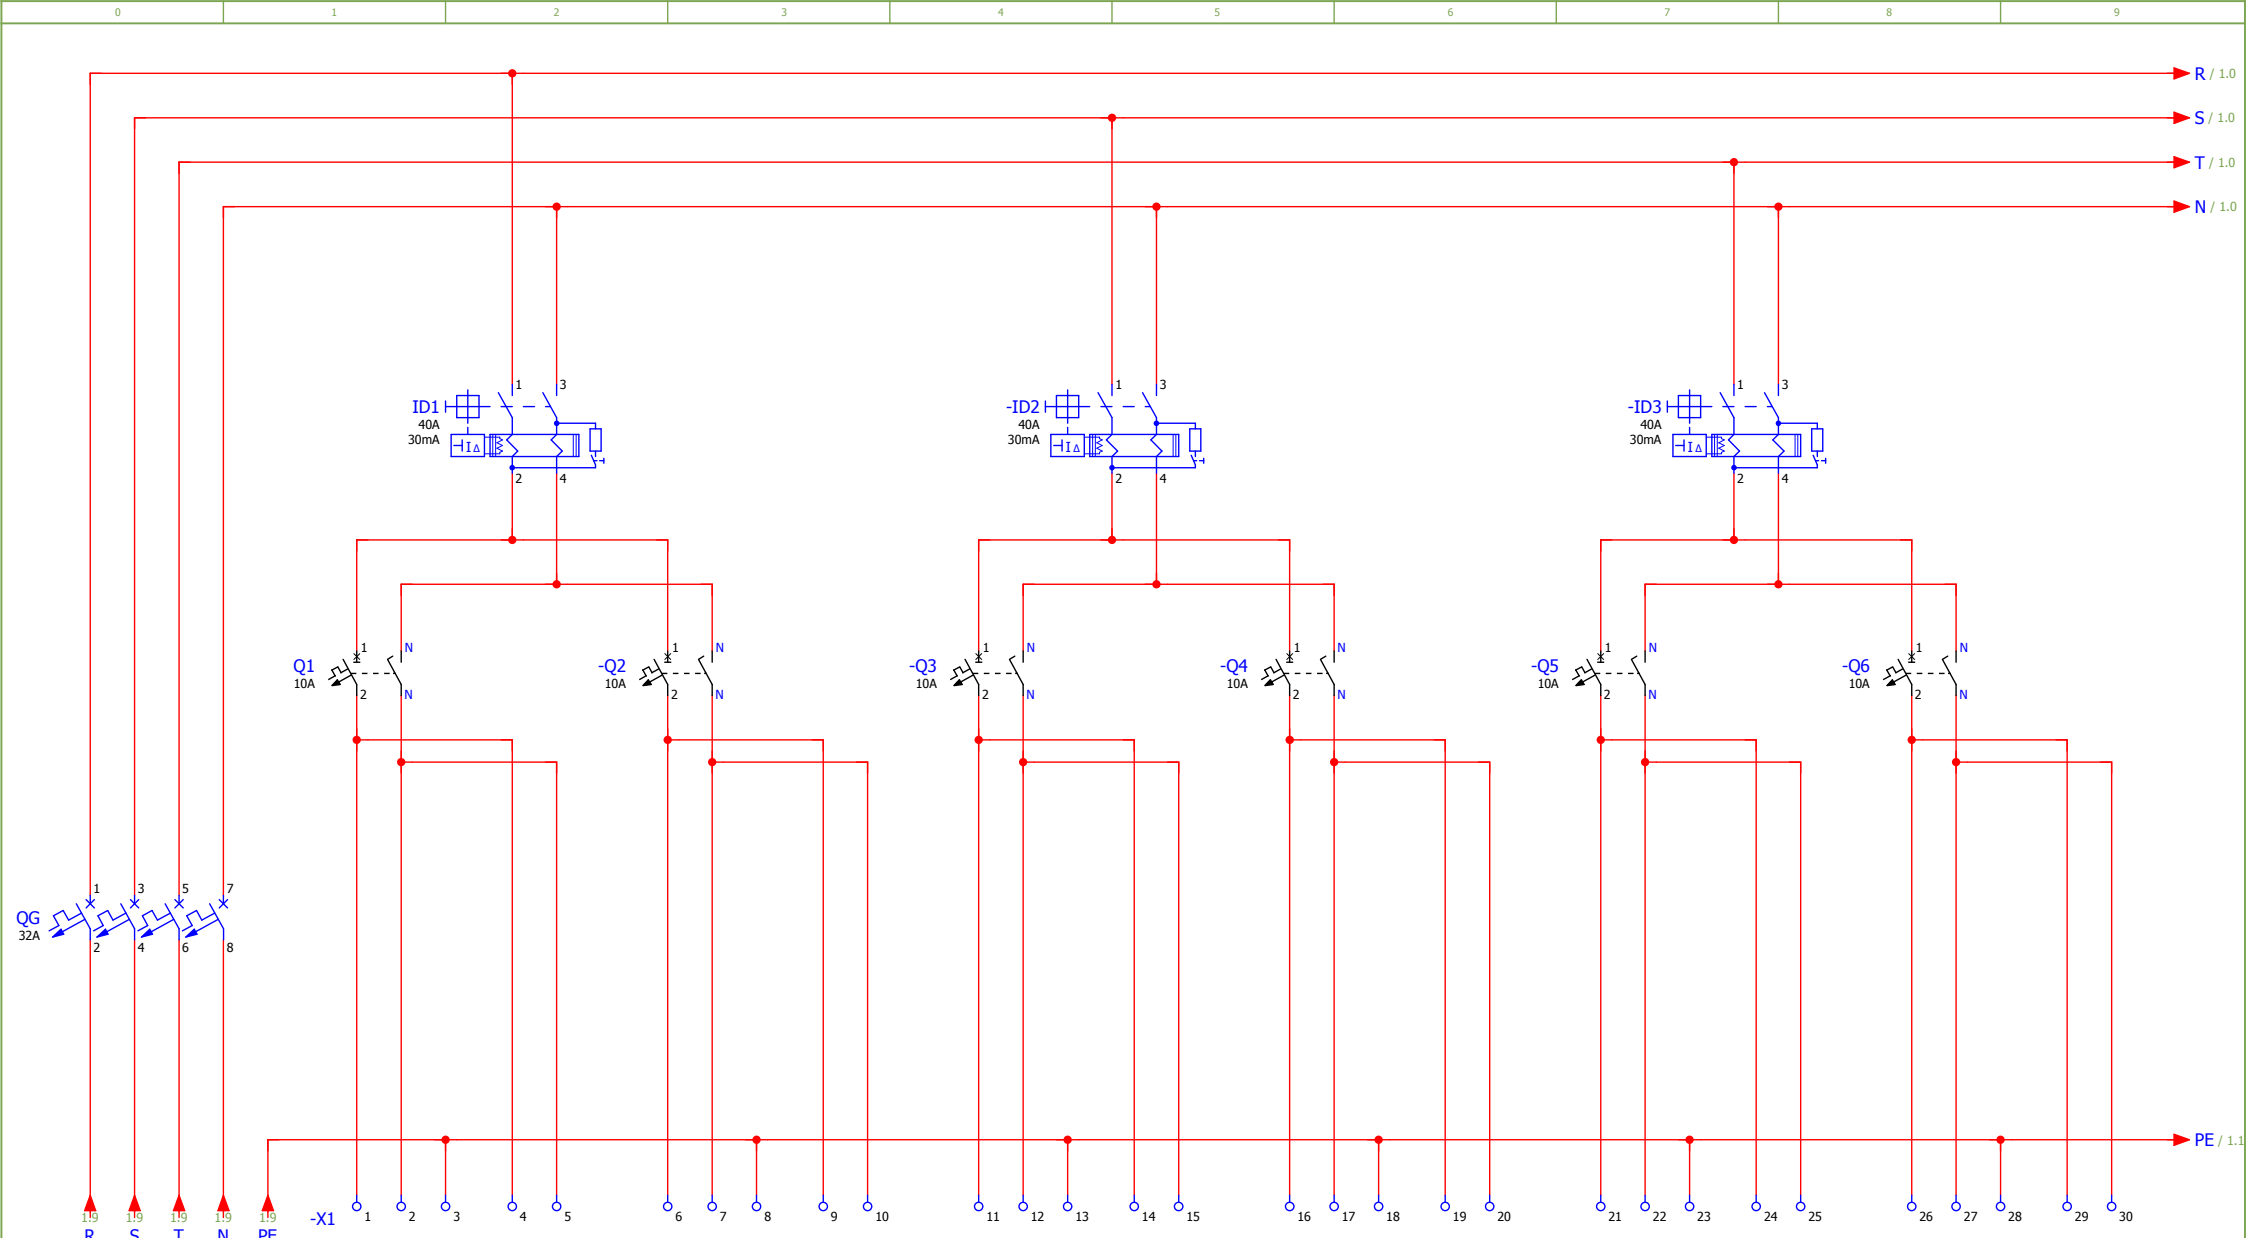 0 1 2 3 4 5 6 7 8 9
R / 1.0
S / 1.0
T / 1.0
N / 1.0
1 3 1 3 1 3
ID1 -ID2 -ID3
40A 40A 40A
30mA 30mA 30mA
I Δ I Δ I Δ
2 4 2 4 2 4
1 N 1 N 1 N 1 N 1 N 1 N
Q1 -Q2 -Q3 -Q4 -Q5 -Q6
10A 10A 10A 10A 10A 10A
2 N 2 N 2 N 2 N 2 N 2 N
1 3 5 7
QG
32A
2 4 6 8
PE / 1.1
1.9 1.9 1.9 1.9 1.9
-X1 1 2 3 4 5 6 7 8 9 10 11 12 13 14 15 16 17 18 19 20 21 22 23 24 25 26 27 28 29 30
R S T N PE